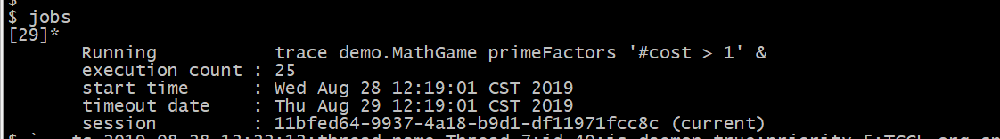 $
$ jobs
[29]*
Running trace demo.MathGame primeFactors '#cost > 1' &
execution count : 25
start time : Wed Aug 28 12:19:01 CST 2019
timeout date : Thu Aug 29 12:19:01 CST 2019
session : 11bfed64-9937-4a18-b9d1-df11971fcc8c (current)